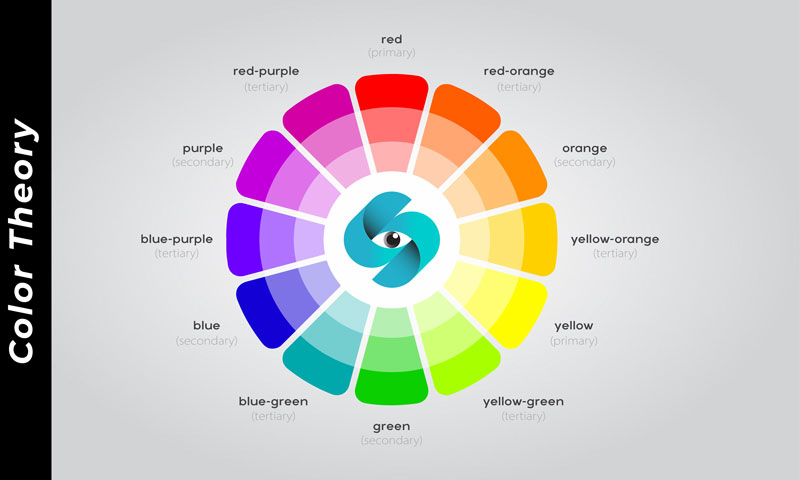 Color Theory
red
(primary)
red-orange
(tertiary)
orange
(secondary)
yellow-orange
(tertiary)
yellow
(primary)
yellow-green
(tertiary)
green
(secondary)
blue-green
(tertiary)
blue
(secondary)
blue-purple
(tertiary)
purple
(secondary)
red-purple
(tertiary)